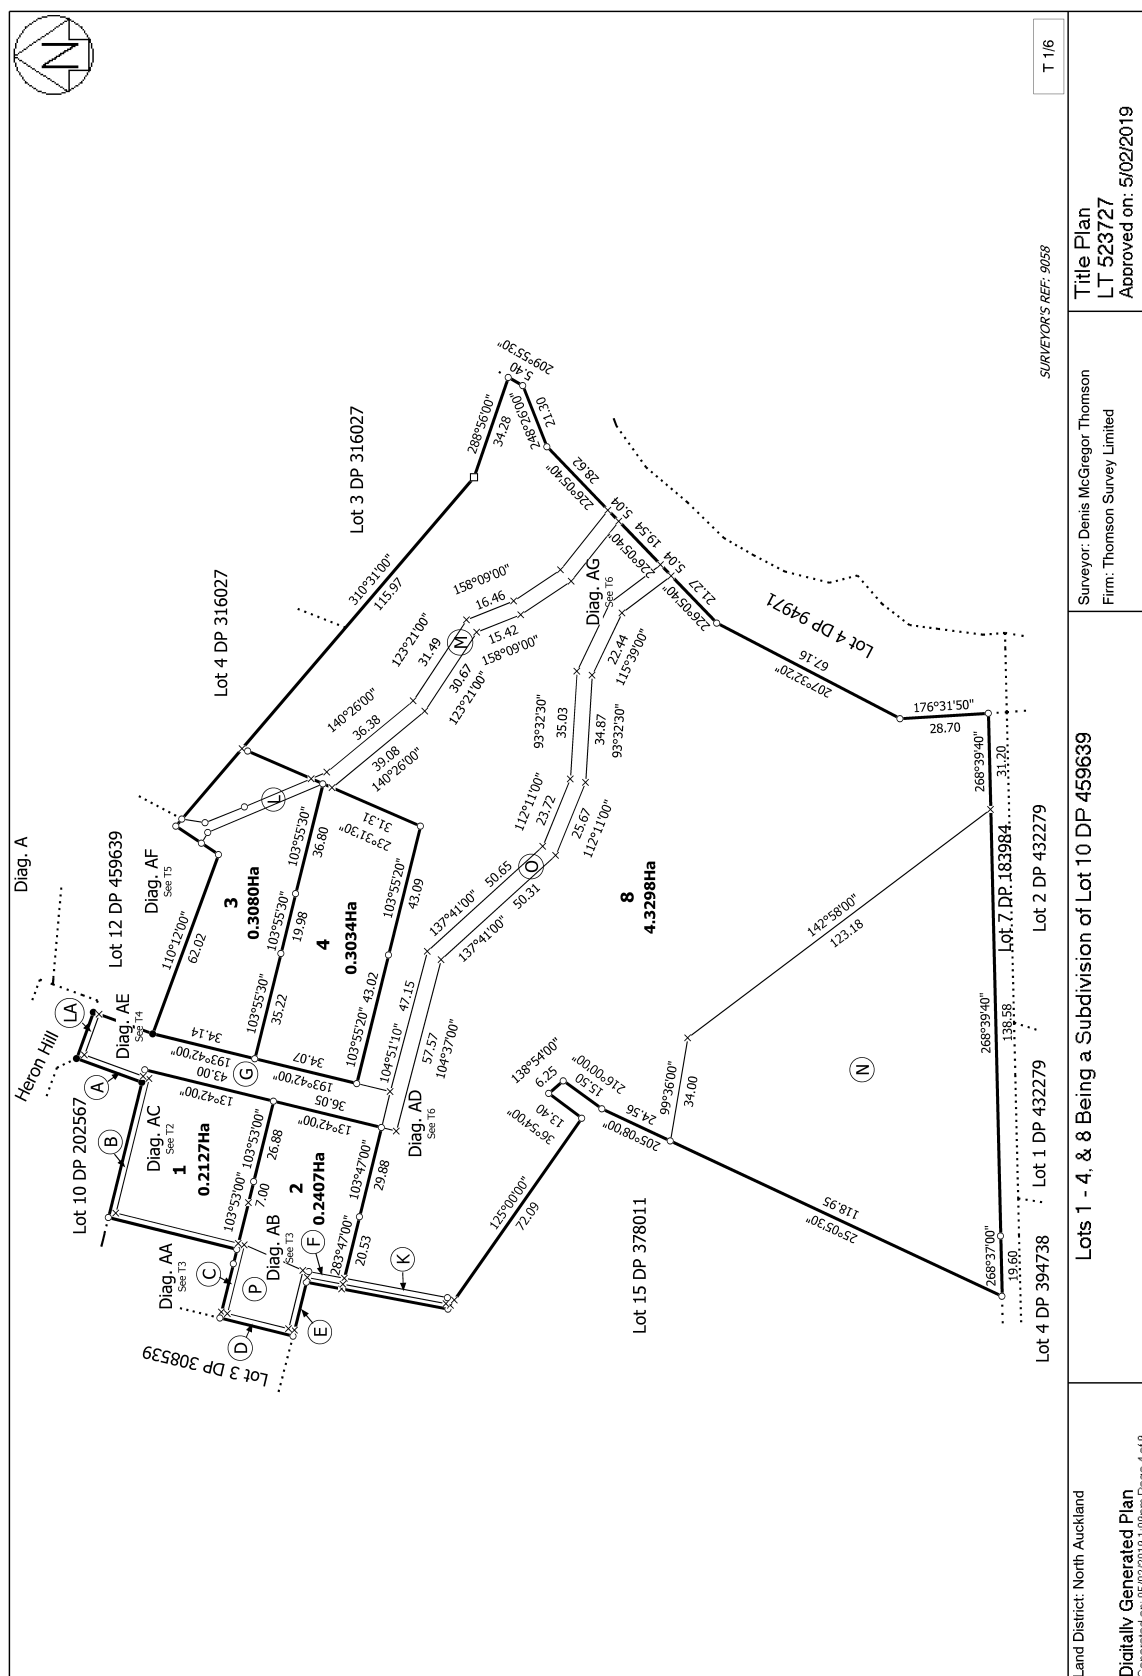 N
Diag. A
Lot 4 DP 316027
Lot 3 DP 316027
Lot 12 DP 459639
Heron Hill
Lot 10 DP 202567
LA
A
B
Diag. AE
See T4
Diag. AF
See T5
Diag. AC
See T2
Diag. AA
See T3
Diag. AB
See T3
Diag. AD
See T6
Diag. AG
See T6
Lot 3 DP 308539
C
P
D
E
F
K
G
L
M
O
N
1
0.2127Ha
2
0.2407Ha
3
0.3080Ha
4
0.3034Ha
8
4.3298Ha
110°12'00"
62.02
193°42'00"
34.14
43.00
13°42'00"
193°42'00"
34.07
36.05
13°42'00"
103°55'30"
35.22
103°55'30"
19.98
103°55'30"
36.80
103°55'20"
43.02
103°55'20"
43.09
23°31'30"
31.31
103°53'00"
7.00
103°53'00"
26.88
283°47'00"
20.53
103°47'00"
29.88
104°51'10"
47.15
57.57
104°37'00"
137°41'00"
50.65
137°41'00"
50.31
112°11'00"
23.72
25.67
112°11'00"
93°32'30"
35.03
34.87
93°32'30"
22.44
115°39'00"
140°26'00"
36.38
39.08
140°26'00"
123°21'00"
31.49
30.67
123°21'00"
158°09'00"
16.46
15.42
158°09'00"
310°31'00"
115.97
288°56'00"
34.28
5.40
209°55'30"
248°26'00"
21.30
226°05'40"
28.62
5.04
226°05'40"
19.54
5.04
226°05'40"
21.27
Lot 4 DP 94971
207°32'20"
67.16
176°31'50"
28.70
268°39'40"
31.20
268°39'40"
138.58
268°37'00"
19.60
25°05'30"
118.95
205°08'00"
24.56
216°00'00"
15.50
138°54'00"
6.25
36°54'00"
13.40
125°00'00"
72.09
99°36'00"
34.00
142°58'00"
123.18
Lot 15 DP 378011
Lot 7 DP 183984
Lot 4 DP 394738
Lot 1 DP 432279
Lot 2 DP 432279
SURVEYOR'S REF: 9058
T 1/6
Land District: North Auckland
Digitally Generated Plan
Lots 1 - 4, & 8 Being a Subdivision of Lot 10 DP 459639
Surveyor: Denis McGregor Thomson
Firm: Thomson Survey Limited
Title Plan
LT 523727
Approved on: 5/02/2019